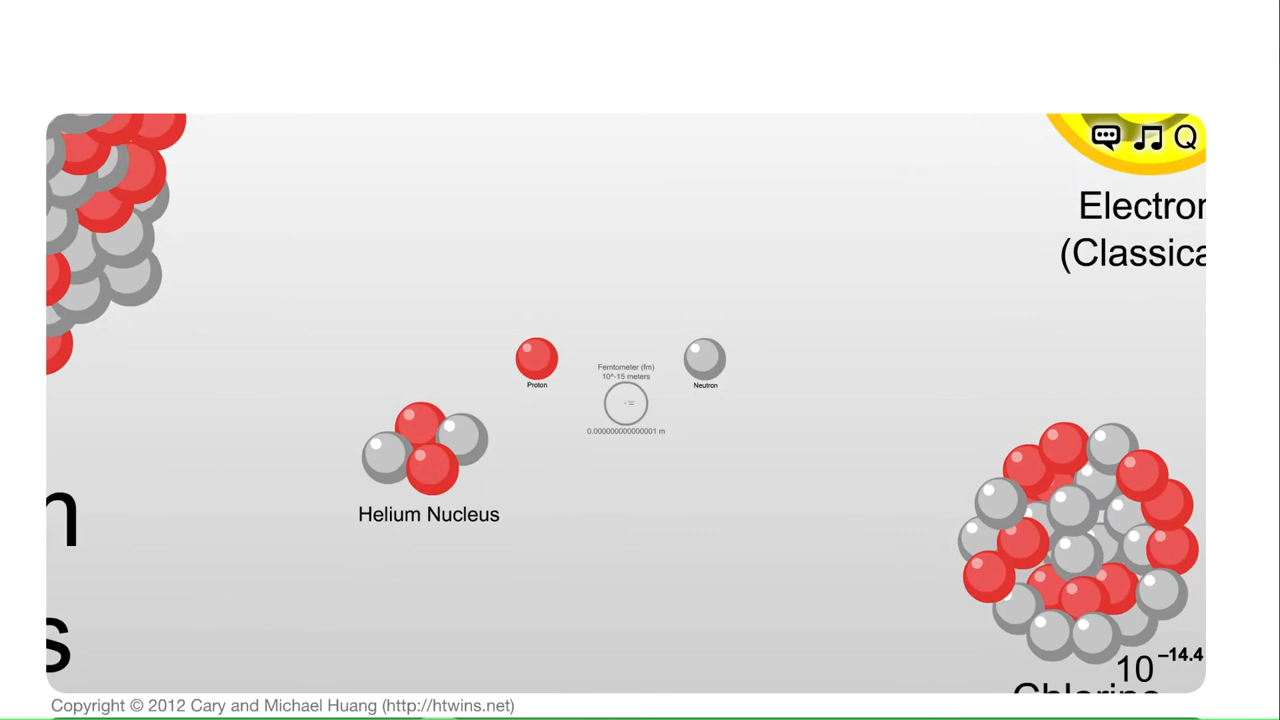 Electron
(Classica
Proton
Femtometer (fm)
10^-15 meters
Neutron
0.000000000000001 m
Helium Nucleus
n
s
10 –14.4
Chlorine
Copyright © 2012 Cary and Michael Huang (http://htwins.net)